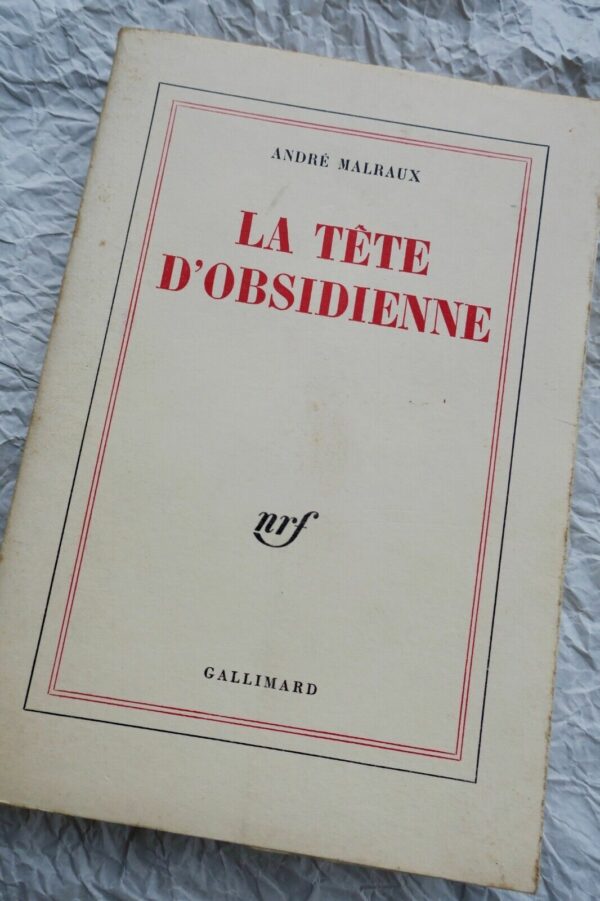 ANDRÉ MALRAUX
LA TÊTE
D'OBSIDIENNE
nrf
GALLIMARD